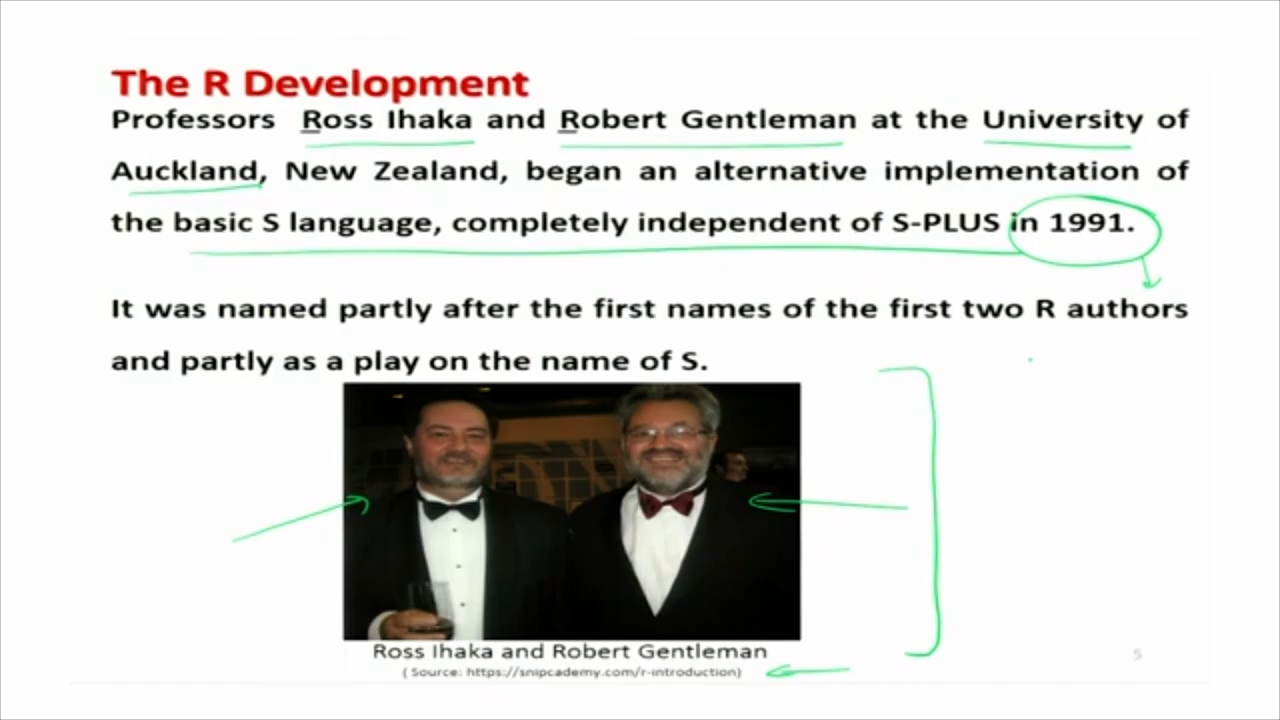 The R Development
Professors Ross Ihaka and Robert Gentleman at the University of
Auckland, New Zealand, began an alternative implementation of
the basic S language, completely independent of S-PLUS in 1991.
It was named partly after the first names of the first two R authors
and partly as a play on the name of S.
Ross Ihaka and Robert Gentleman
( Source: https://snipcademy.com/r-introduction)
5